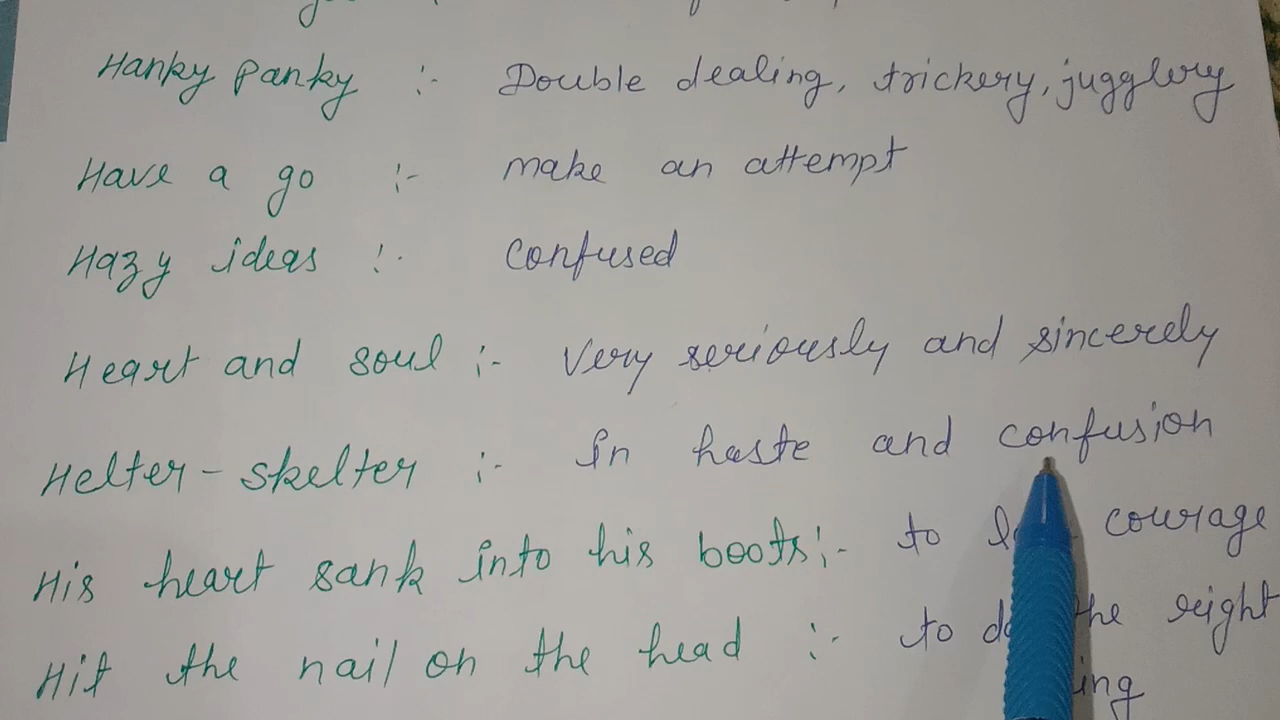 Hanky Panky :- Double dealing, trickery, jugglery
Have a go :- make an attempt
Hazy ideas :- Confused
Heart and soul :- Very seriously and sincerely
Helter-skelter :- In haste and confusion
His heart sank into his boots :- to courage
Hit the nail on the head :- to the right